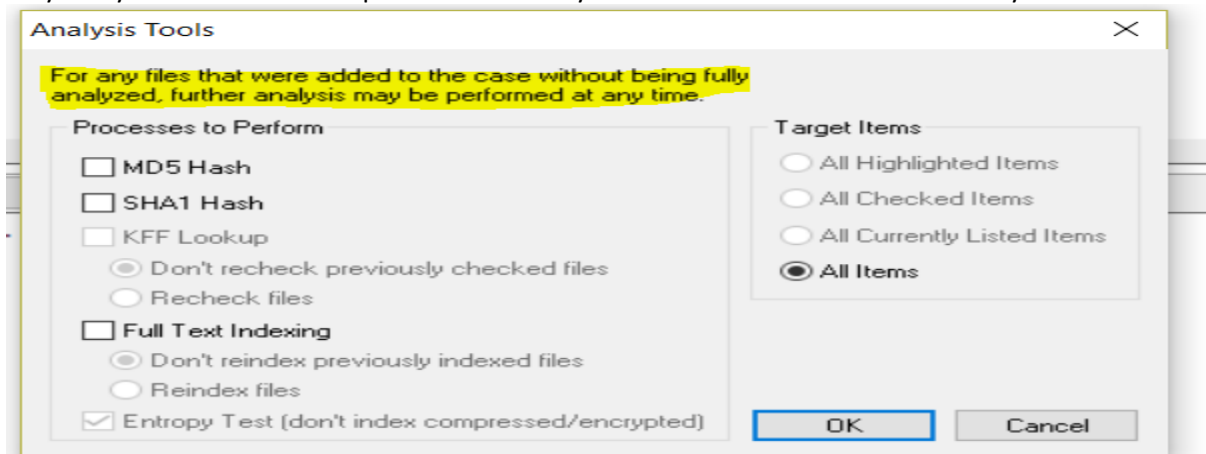 Analysis Tools
For any files that were added to the case without being fully
analyzed, further analysis may be performed at any time.
Processes to Perform
MD5 Hash
SHA1 Hash
KFF Lookup
Don't recheck previously checked files
Recheck files
Full Text Indexing
Don't reindex previously indexed files
Reindex files
Entropy Test (don't index compressed/encrypted)
Target Items
All Highlighted Items
All Checked Items
All Currently Listed Items
All Items
OK
Cancel